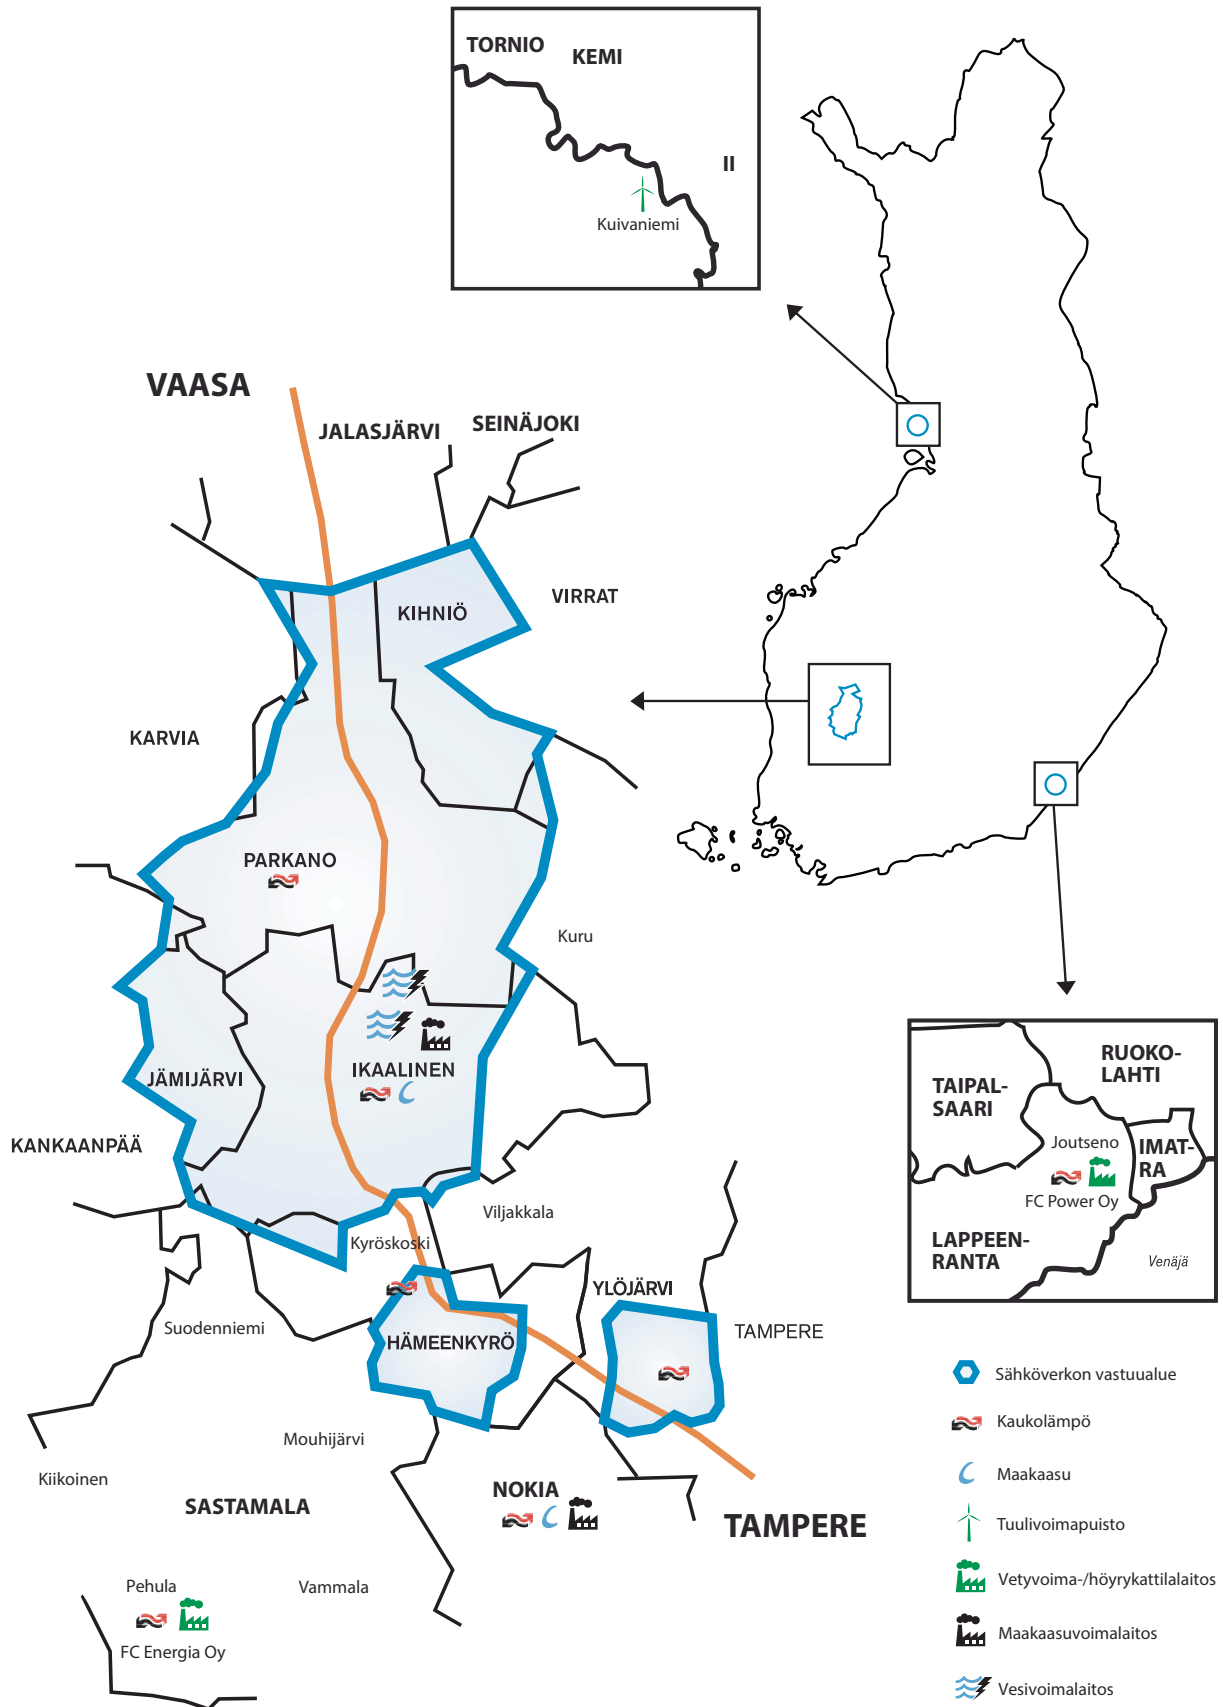 TORNIO
KEMI
II
Kuivaniemi
VAASA
JALASJÄRVI
SEINÄJOKI
KIHNIÖ
VIRRAT
KARVIA
PARKANO
Kuru
IKAALINEN
JÄMIJÄRVI
KANKAANPÄÄ
Viljakkala
Kyröskoski
YLÖJÄRVI
Suodenniemi
HÄMEENKYRÖ
TAMPERE
Mouhijärvi
Kiikoinen
SASTAMALA
NOKIA
TAMPERE
Pehula
Vammala
FC Energia Oy
RUOKO-
LAHTI
TAIPAL-
SAARI
Joutseno
IMAT-
RA
FC Power Oy
LAPPEEN-
RANTA
Venäjä
Sähköverkon vastuualue
Kaukolämpö
Maakaasu
Tuulivoimapuisto
Vetyvoima-/höyrykattilalaitos
Maakaasuvoimalaitos
Vesivoimalaitos